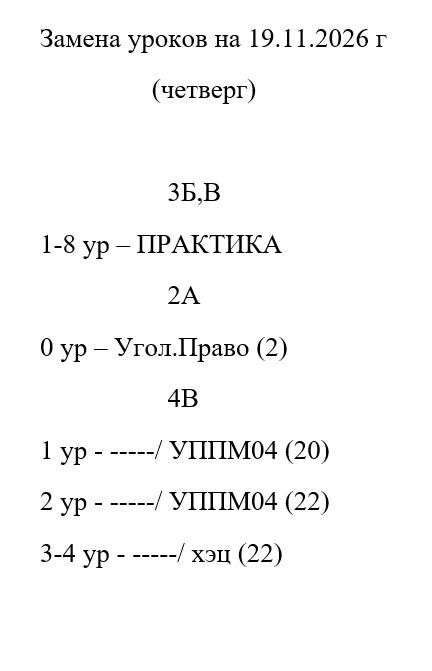 Замена уроков на 19.11.2026 г
(четверг)
3Б,В
1-8 ур – ПРАКТИКА
2А
0 ур – Угол.Право (2)
4В
1 ур - -----/ УППМ04 (20)
2 ур - -----/ УППМ04 (22)
3-4 ур - -----/ хэц (22)